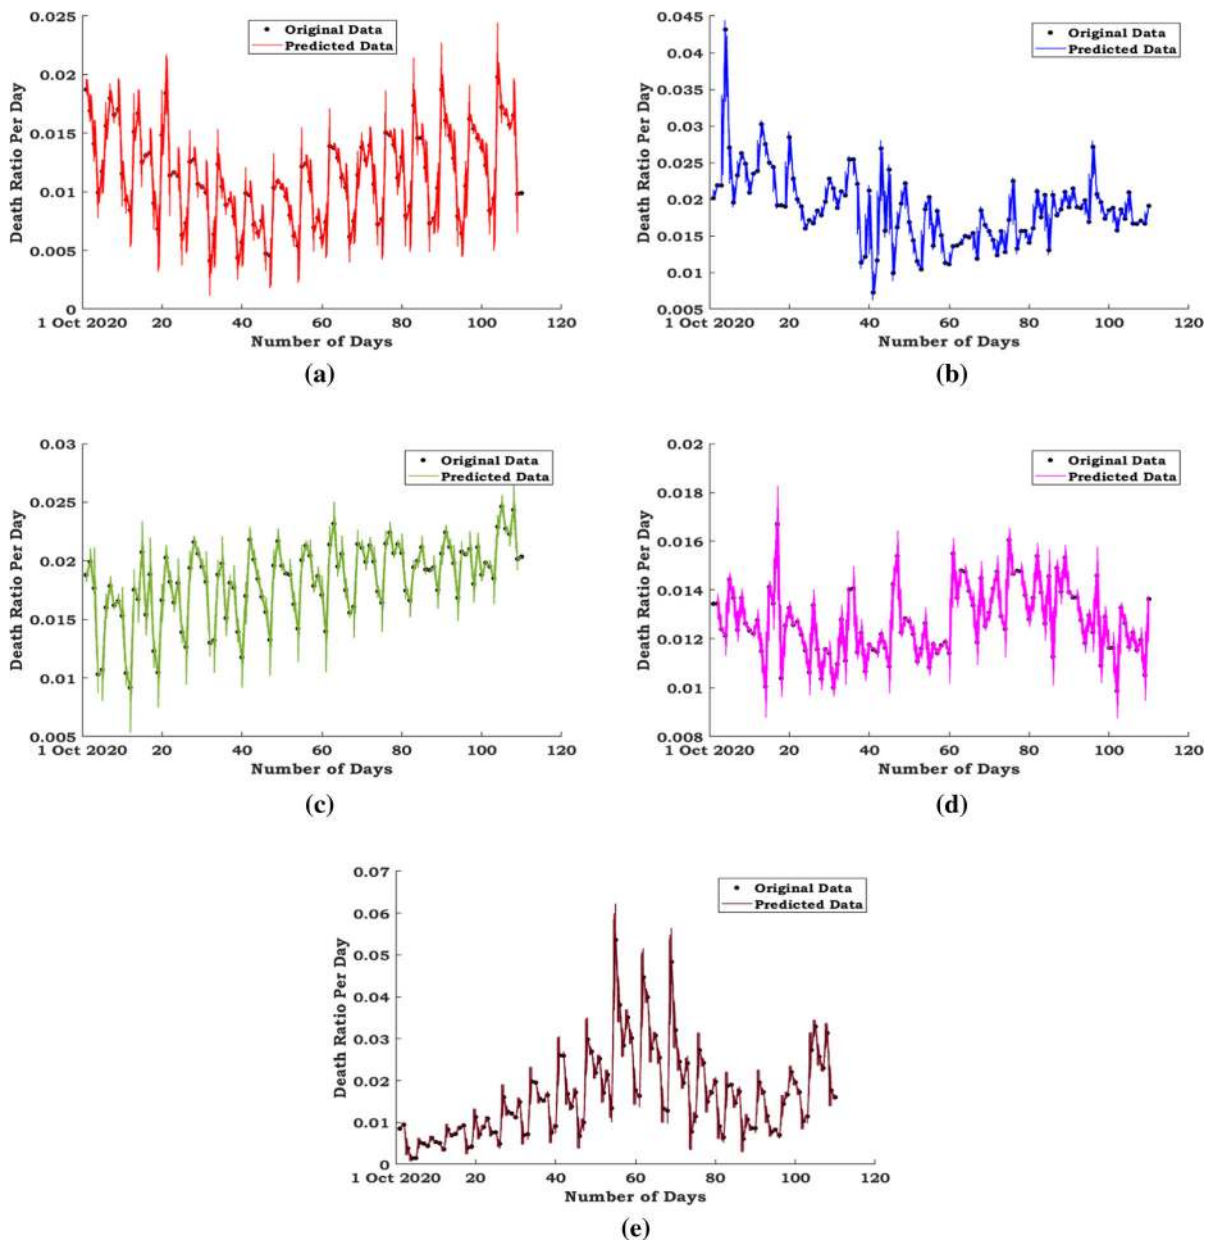 0.025
0.02
0.015
0.01
0.005
0
Death Ratio Per Day
Original Data
Predicted Data
1 Oct 2020 20 40 60 80 100 120
Number of Days
(a)
0.045
0.04
0.035
0.03
0.025
0.02
0.015
0.01
0.005
Death Ratio Per Day
Original Data
Predicted Data
1 Oct 2020 20 40 60 80 100 120
Number of Days
(b)
0.03
0.025
0.02
0.015
0.01
0.005
Death Ratio Per Day
Original Data
Predicted Data
1 Oct 2020 20 40 60 80 100 120
Number of Days
(c)
0.02
0.018
0.016
0.014
0.012
0.01
0.008
Death Ratio Per Day
Original Data
Predicted Data
1 Oct 2020 20 40 60 80 100 120
Number of Days
(d)
0.07
0.06
0.05
0.04
0.03
0.02
0.01
0
Death Ratio Per Day
Original Data
Predicted Data
1 Oct 2020 20 40 60 80 100 120
Number of Days
(e)